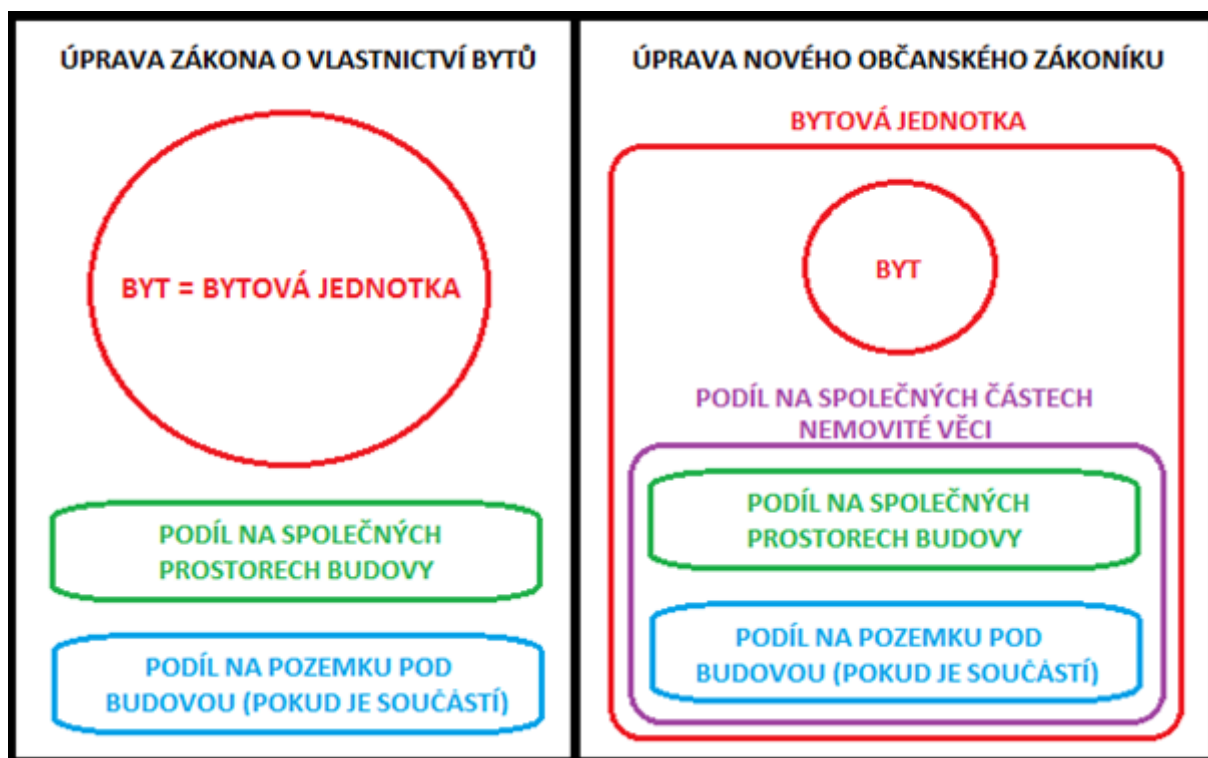 ÚPRAVA ZÁKONA O VLASTNICTVÍ BYTŮ
BYT = BYTOVÁ JEDNOTKA
PODÍL NA SPOLEČNÝCH
PROSTORECH BUDOVY
PODÍL NA POZEMKU POD
BUDOVOU (POKUD JE SOUČÁSTÍ)
ÚPRAVA NOVÉHO OBČANSKÉHO ZÁKONÍKU
BYTOVÁ JEDNOTKA
BYT
PODÍL NA SPOLEČNÝCH ČÁSTECH
NEMOVITÉ VĚCI
PODÍL NA SPOLEČNÝCH
PROSTORECH BUDOVY
PODÍL NA POZEMKU POD
BUDOVOU (POKUD JE SOUČÁSTÍ)